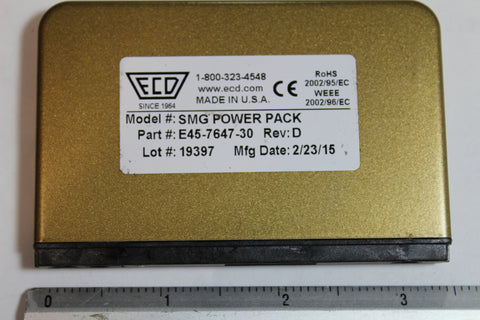 ECD
SINCE 1964
1-800-323-4548
www.ecd.com
MADE IN U.S.A.
CE
RoHS
2002/95/EC
WEEE
2002/96/EC
Model #: SMG POWER PACK
Part #: E45-7647-30 Rev: D
Lot #: 19397 Mfg Date: 2/23/15
0 1 2 3